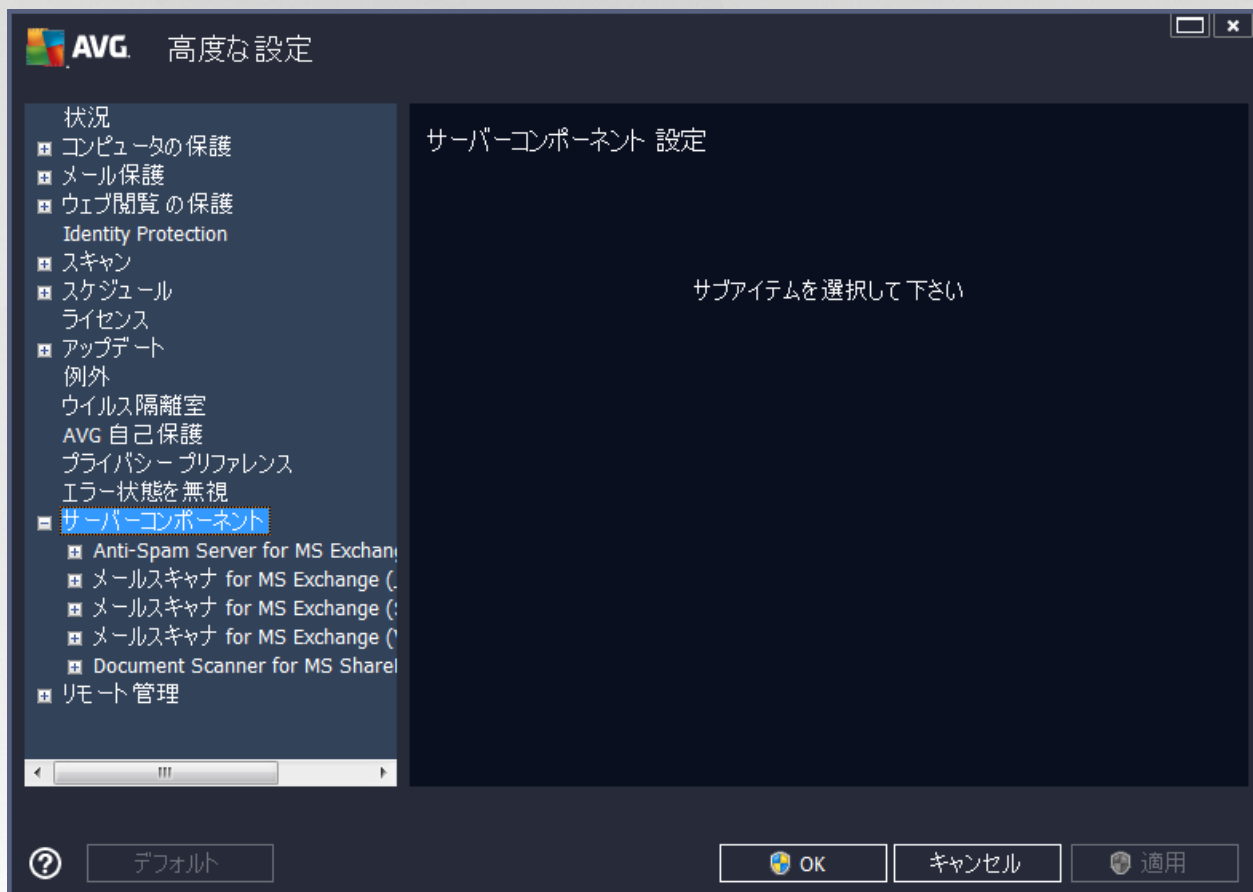 AVG. 高度な設定
状況
コンピュータの保護
メール保護
ウェブ閲覧 の保護
Identity Protection
スキャン
スケジュール
ライセンス
アップデート
例外
ウイルス隔離室
AVG 自己保護
プライバシー プリファレンス
エラー状態を無視
サーバーコンポーネント
Anti-Spam Server for MS
メールスキャナ for MS Exchange (
メールスキャナ for MS Exchange (
メールスキャナ for MS Exchange (
Document Scanner for MS
リモート管理
サーバーコンポーネント 設定
サブアイテムを選択して下さい
デフォルト
OK
キャンセル
適用